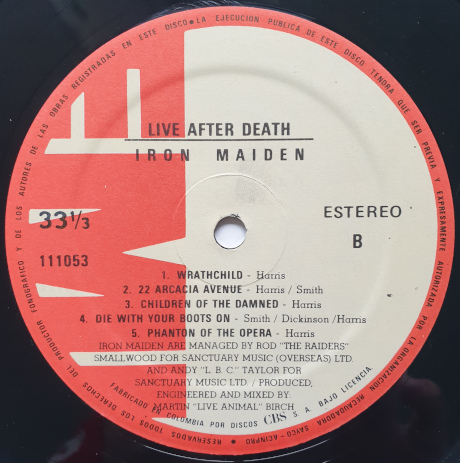 RESERVADOS TODOS LOS DERECHOS DEL PRODUCTOR FONOGRAFICO Y DE LOS AUTORES DE LAS OBRAS REGISTRADAS EN ESTE DISCO • LA EJECUCION PUBLICA DE ESTE DISCO TENDRA QUE SER PREVIA Y EXPRESAMENTE AUTORIZADA POR LA ORGANIZACION RECAUDADORA SAYCO-ACINPRO •
LIVE AFTER DEATH
IRON MAIDEN
33⅓
ESTEREO
B
111053
1. WRATHCHILD - Harris
2. 22 ARCACIA AVENUE - Harris / Smith
3. CHILDREN OF THE DAMNED - Harris
4. DIE WITH YOUR BOOTS ON - Smith / Dickinson /Harris
5. PHANTON OF THE OPERA - Harris
IRON MAIDEN ARE MANAGED BY ROD "THE RAIDERS"
SMALLWOOD FOR SANCTUARY MUSIC (OVERSEAS) LTD.
AND ANDY "L. B. C." TAYLOR FOR
SANCTUARY MUSIC LTD. / PRODUCED,
ENGINEERED AND MIXED BY:
MARTIN "LIVE ANIMAL" BIRCH
FABRICADO EN COLOMBIA POR DISCOS CBS S. A. BAJO LICENCIA